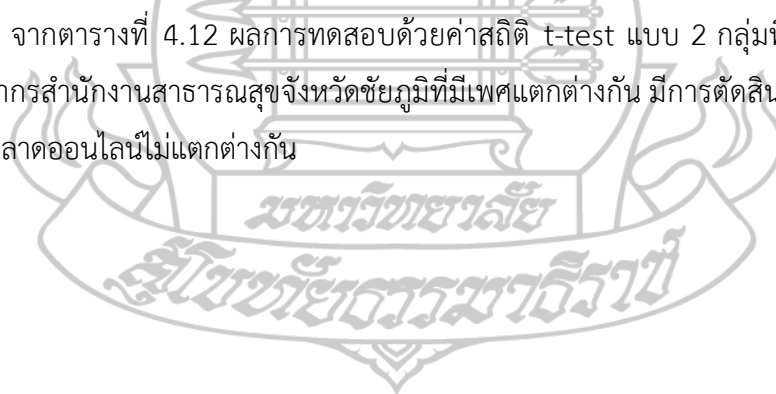 จากตารางที่ 4.12 ผลการทดสอบด้วยค่าสถิติ t-test แบบ 2 กลุ่ม
ากรสำนักงานสาธารณสุขจังหวัดชัยภูมิที่มีเพศแตกต่างกัน มีการตัดสิน
ลาดออนไลน์ไม่แตกต่างกัน
มหาวิทยาลัย
สุโขทัยธรรมาธิราช